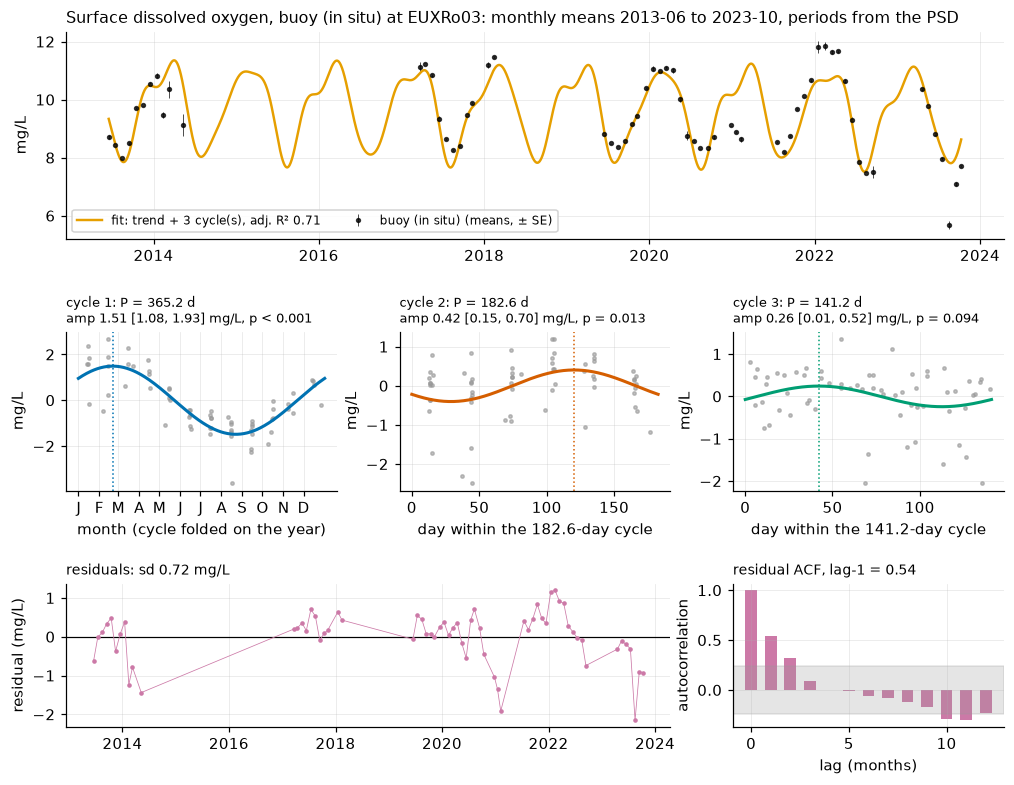 Surface dissolved oxygen, buoy (in situ) at EUXRo03: monthly means 2013-06 to 2023-10, periods from the PSD
12
10
8
6
mg/L
fit: trend + 3 cycle(s), adj. R² 0.71
buoy (in situ) (means, ± SE)
2014
2016
2018
2020
2022
2024
cycle 1: P = 365.2 d
amp 1.51 [1.08, 1.93] mg/L, p < 0.001
2
0
−2
mg/L
J F M A M J J A S O N D
month (cycle folded on the year)
cycle 2: P = 182.6 d
amp 0.42 [0.15, 0.70] mg/L, p = 0.013
1
0
−1
−2
mg/L
0 50 100 150
day within the 182.6-day cycle
cycle 3: P = 141.2 d
amp 0.26 [0.01, 0.52] mg/L, p = 0.094
1
0
−1
−2
mg/L
0 50 100
day within the 141.2-day cycle
residuals: sd 0.72 mg/L
1
0
−1
−2
residual (mg/L)
2014 2016 2018 2020 2022 2024
residual ACF, lag-1 = 0.54
1.0
0.5
0.0
autocorrelation
0 5 10
lag (months)